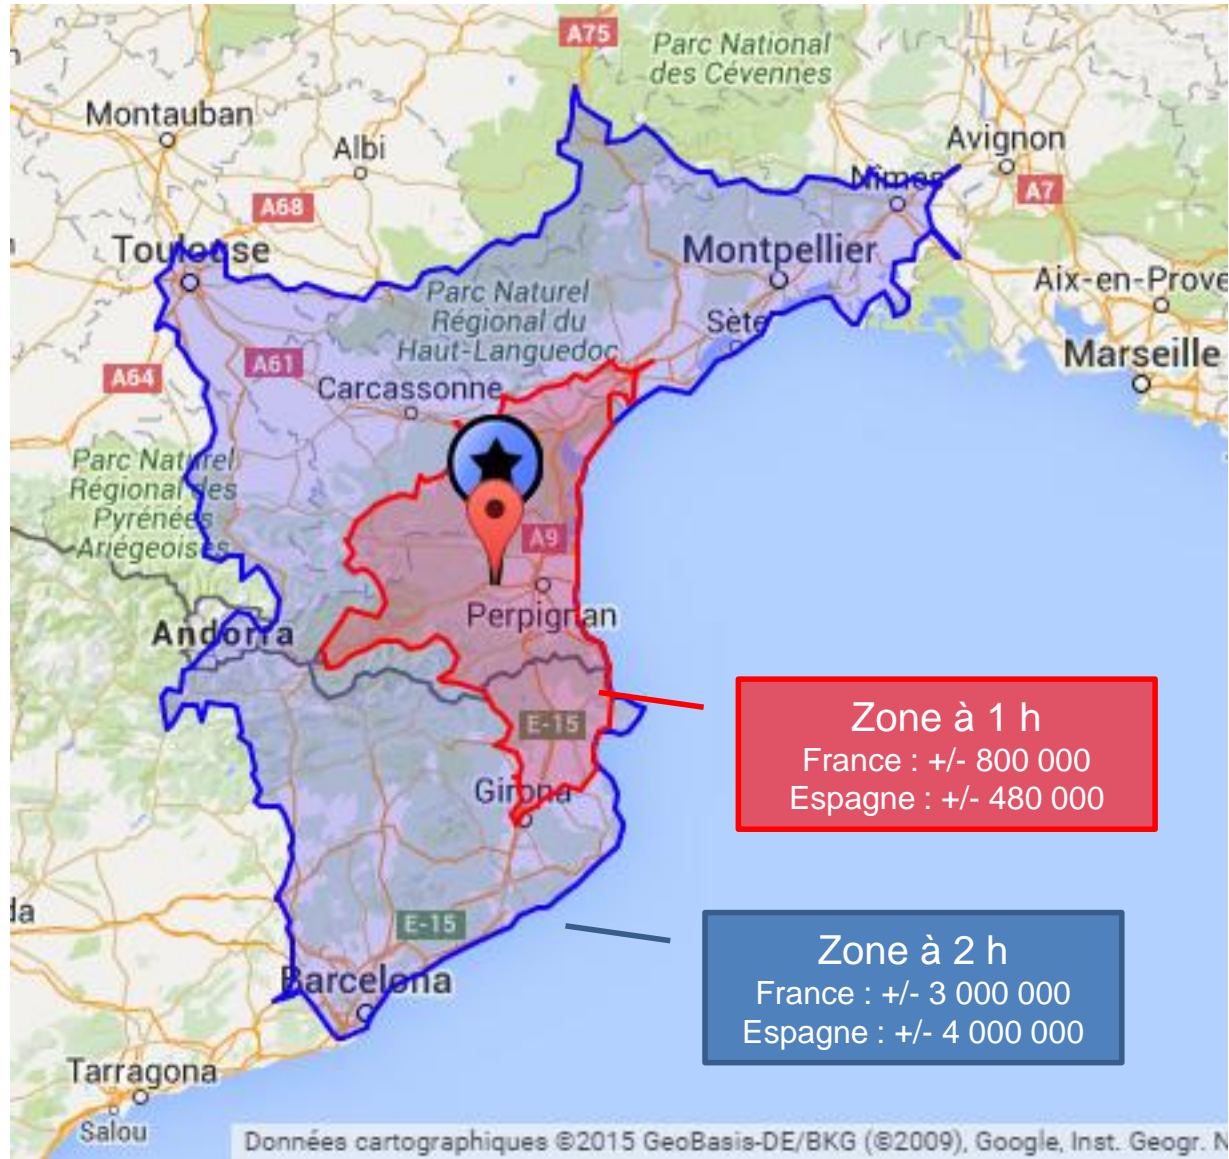 A75
Parc National
des Cévennes
Montauban
Albi
Avignon
Nîmes
A7
A68
Toulouse
Montpellier
Aix-en-Prove
Parc Naturel
Régional du
Haut-Languedoc
Sète
Marseille
A61
A64
Carcassonne
Parc Naturel
Régional des
Pyrénées
Ariégeoises
A9
Perpignan
Andorra
Zone à 1 h
France : +/- 800 000
Espagne : +/- 480 000
E-15
Girona
da
E-15
Zone à 2 h
France : +/- 3 000 000
Espagne : +/- 4 000 000
Barcelona
Tarragona
Salou
Données cartographiques ©2015 GeoBasis-DE/BKG (©2009), Google, Inst. Geogr. N